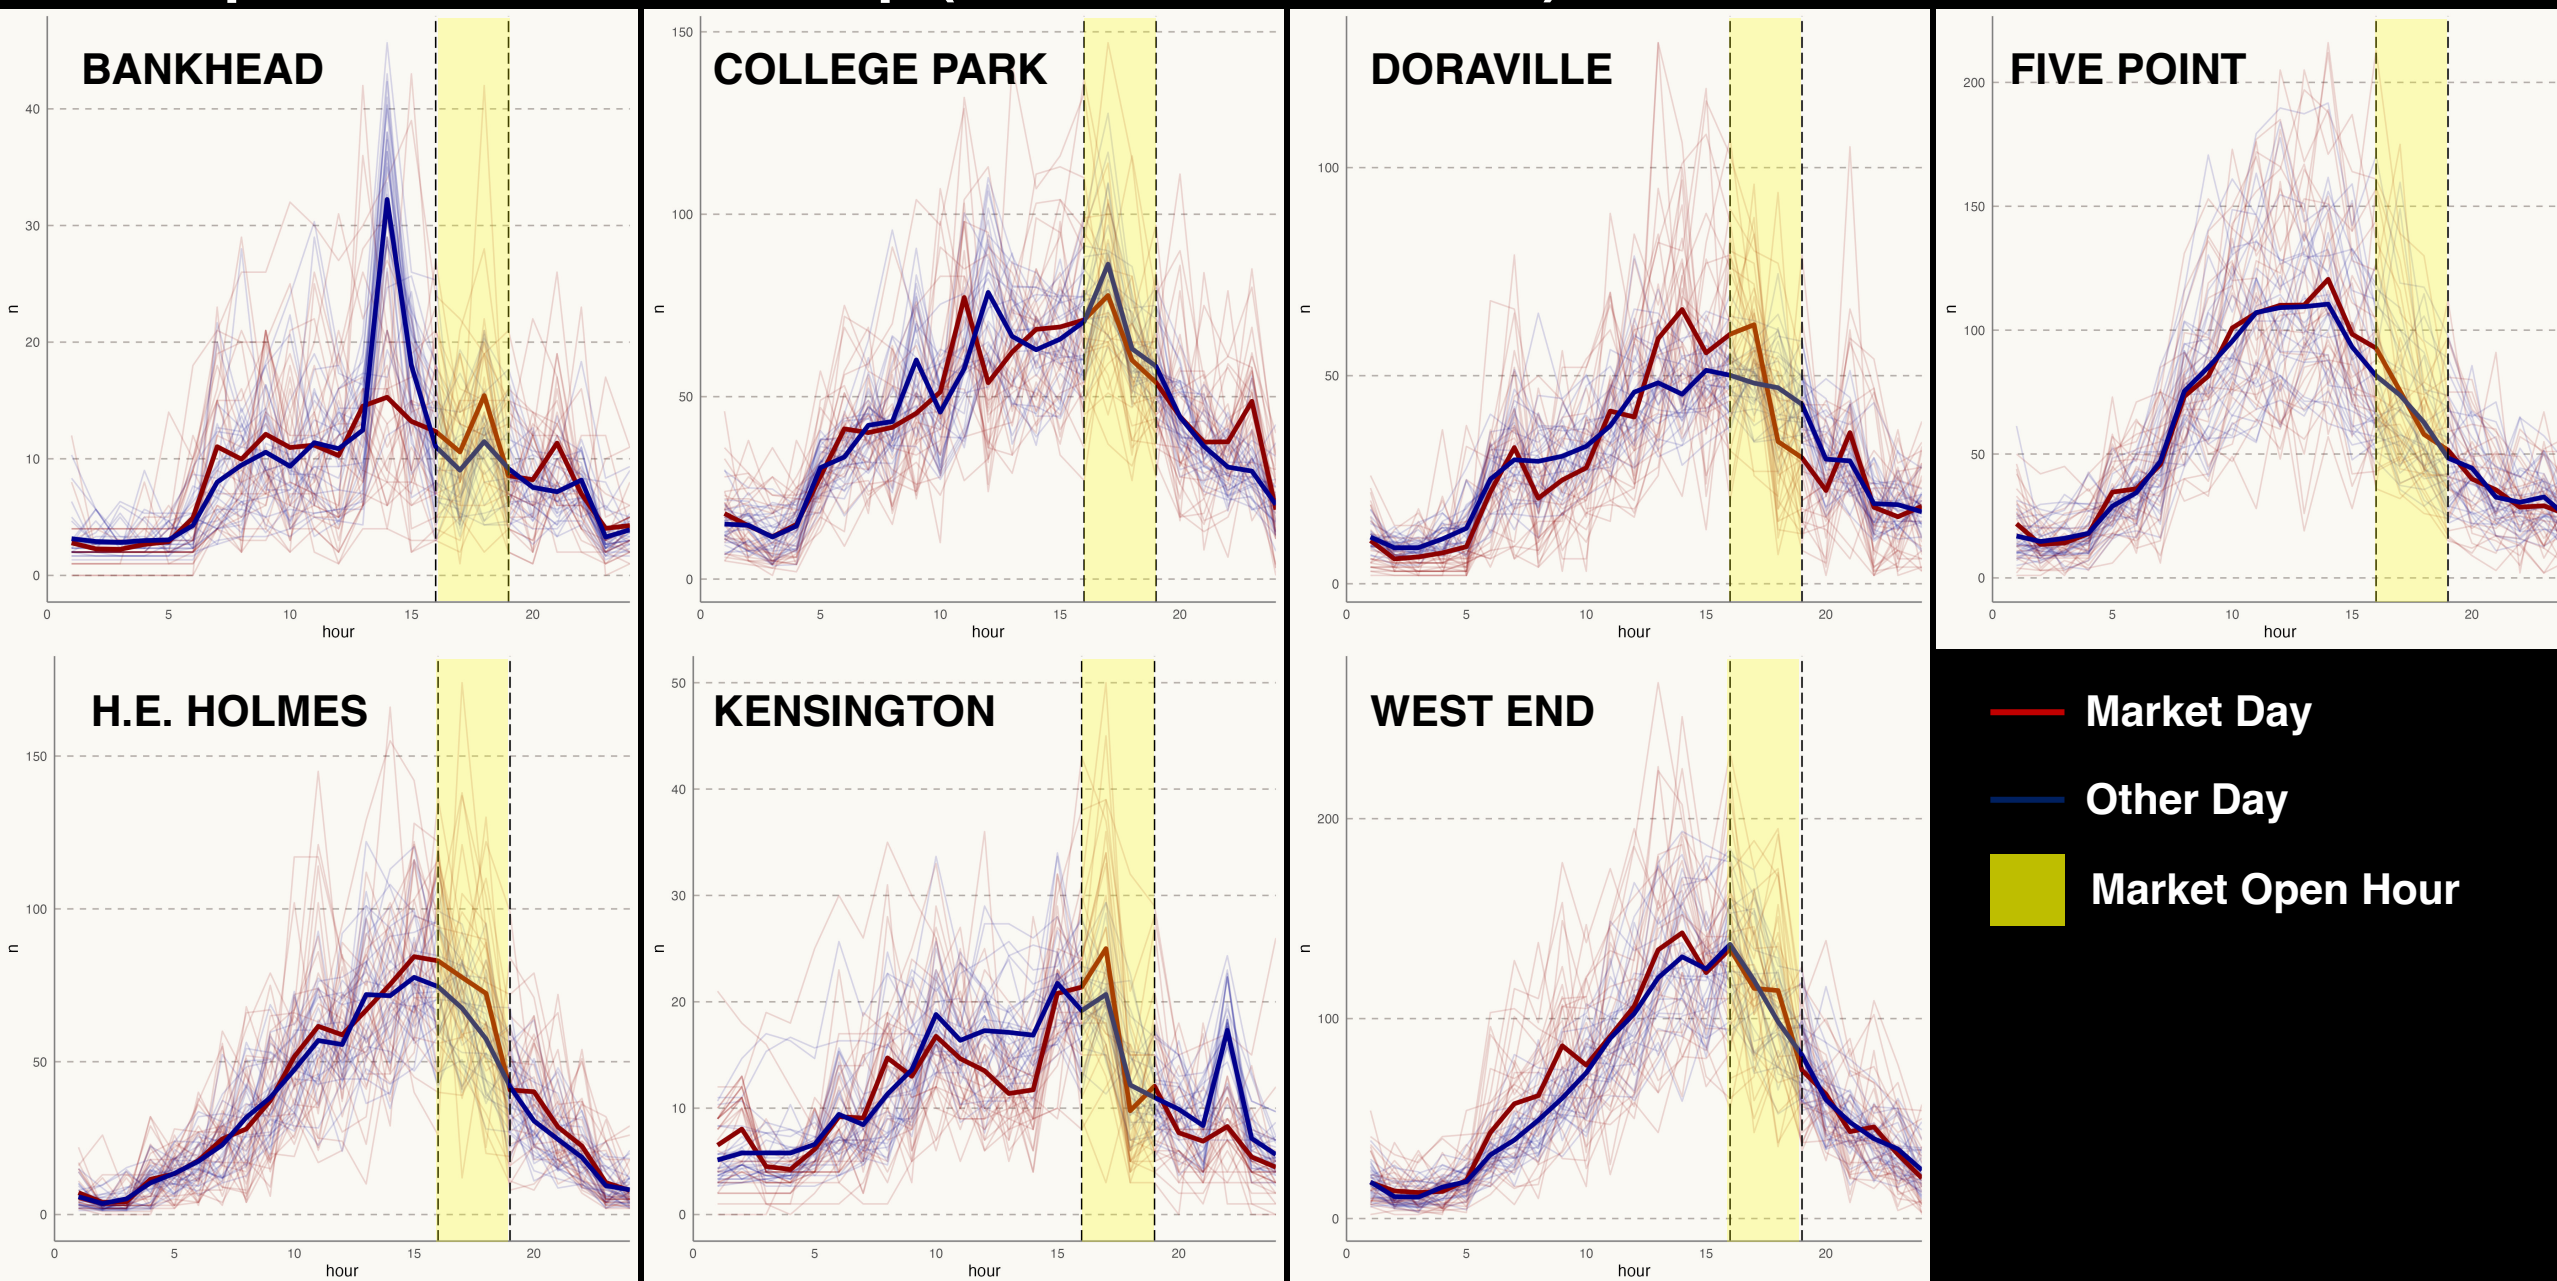 BANKHEAD
40
30
20
10
0
n
0 5 10 15 20
hour
COLLEGE PARK
150
100
50
0
n
0 5 10 15 20
hour
DORAVILLE
100
50
0
n
0 5 10 15 20
hour
FIVE POINT
200
150
100
50
0
n
0 5 10 15 20
hour
H.E. HOLMES
150
100
50
0
n
0 5 10 15 20
hour
KENSINGTON
50
40
30
20
10
0
n
0 5 10 15 20
hour
WEST END
200
100
0
n
0 5 10 15 20
hour
Market Day
Other Day
Market Open Hour